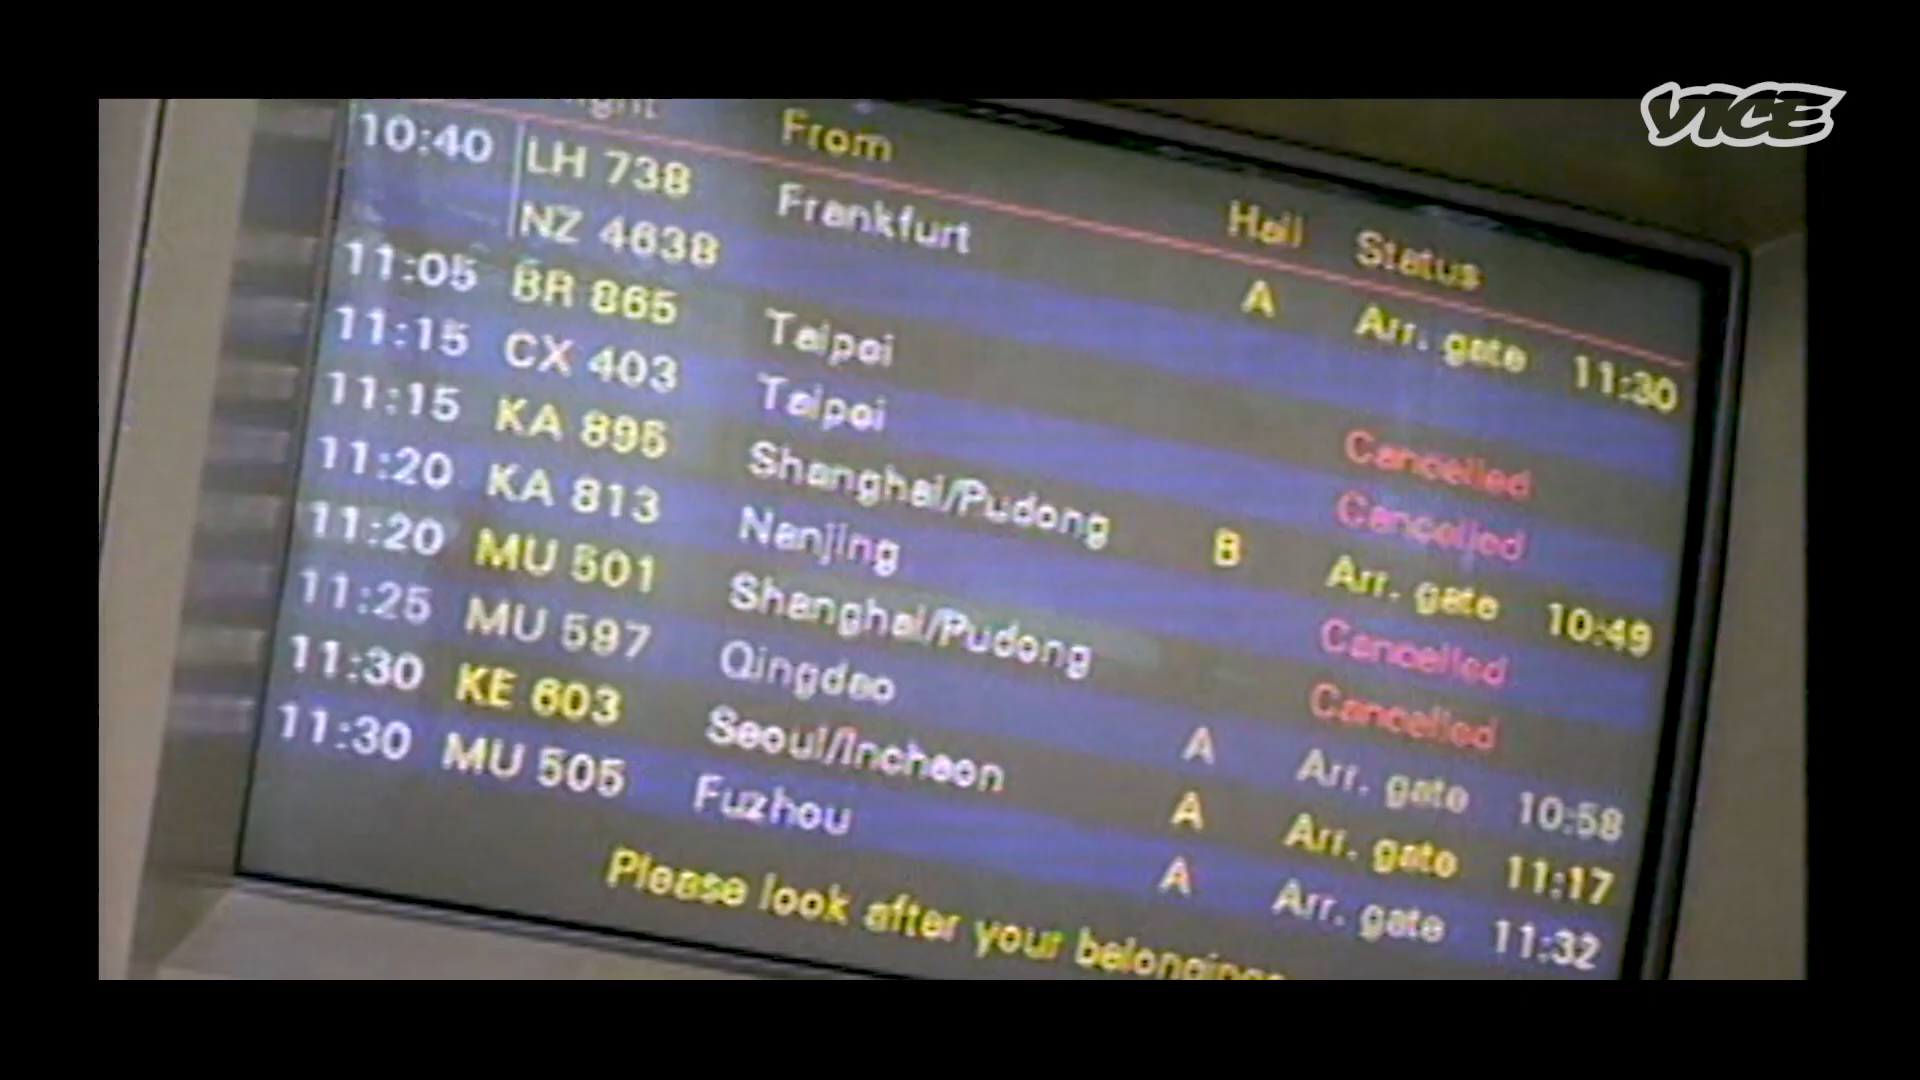 VICE
From Hall Status
10:40 LH 738 Frankfurt A Arr. gate 11:30
NZ 4638
11:05 BR 865 Taipei Cancelled
11:15 CX 403 Taipei Cancelled
11:15 KA 895 Shanghai/Pudong B Arr. gate 10:49
11:20 KA 813 Nanjing Cancelled
11:20 MU 501 Shanghai/Pudong Cancelled
11:25 MU 597 Qingdao A Arr. gate 10:58
11:30 KE 603 Seoul/Incheon A Arr. gate 11:17
11:30 MU 505 Fuzhou A Arr. gate 11:32
Please look after your belongings